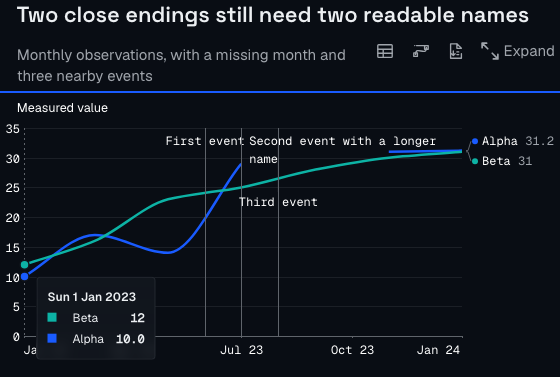 Two close endings still need two readable names
Monthly observations, with a missing month and
three nearby events
Expand
Measured value
35
30
25
20
15
10
5
0
First event
Second event with a longer
name
Third event
Alpha 31.2
Beta 31
Sun 1 Jan 2023
Beta 12
Alpha 10.0
Jul 23
Oct 23
Jan 24